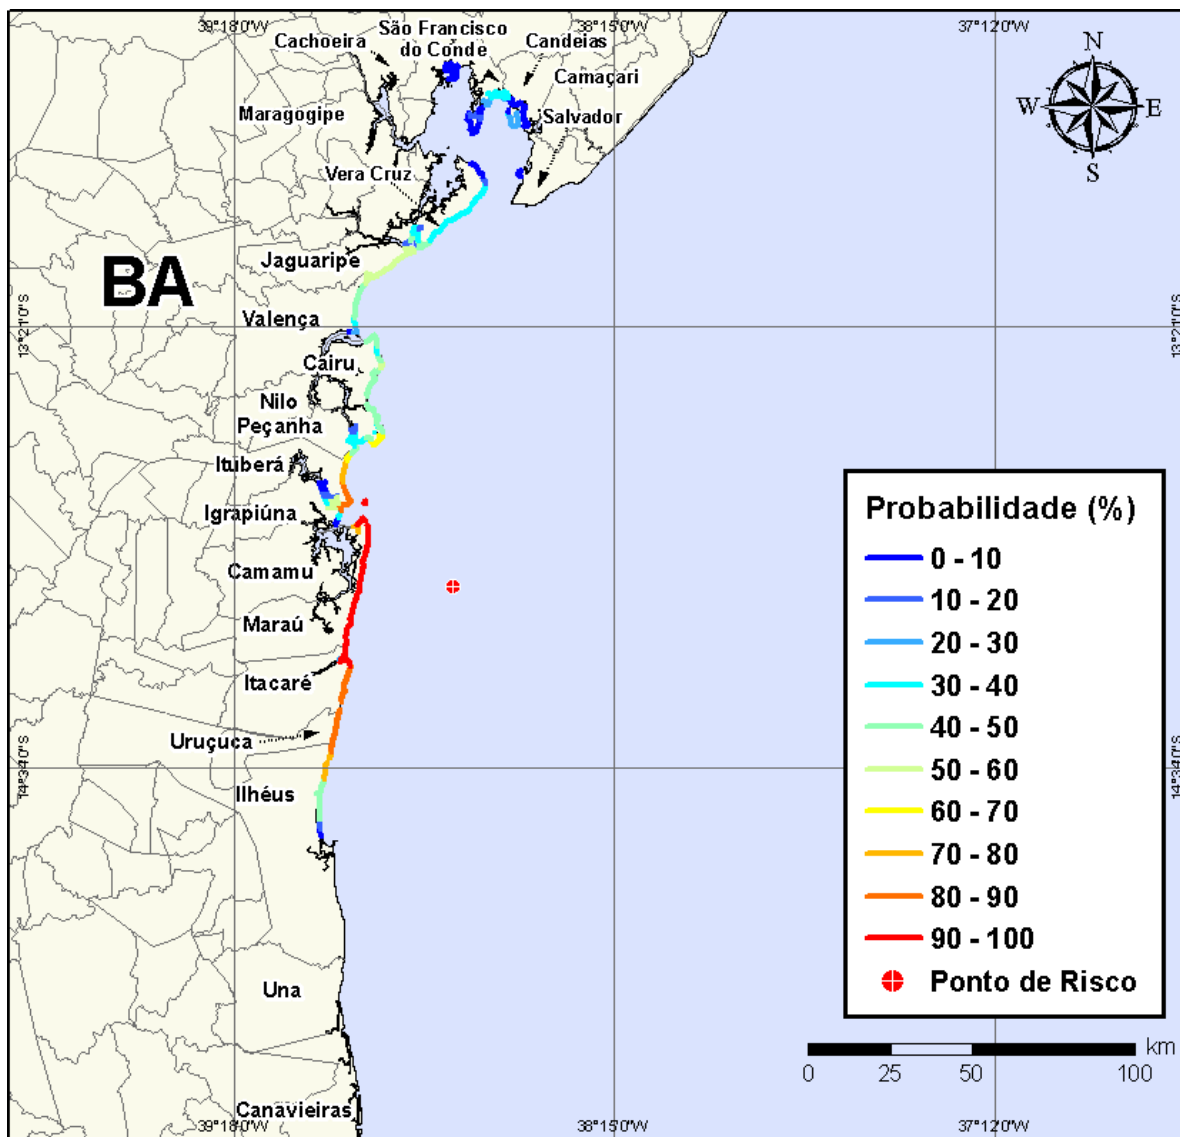 39°18'0"W
38°15'0"W
37°12'0"W
São Francisco
do Conde
Cachoeira
Candeias
Camaçari
Maragogipe
Salvador
Vera Cruz
N
W
E
S
Jaguaripe
BA
Valença
13°21'0"S
13°21'0"S
Cairu
Nilo
Peçanha
Ituberá
Igrapiúna
Camamu
Maraú
Itacaré
Uruçuca
14°34'0"S
14°34'0"S
Ilhéus
Una
Canavieiras
Probabilidade (%)
0 - 10
10 - 20
20 - 30
30 - 40
40 - 50
50 - 60
60 - 70
70 - 80
80 - 90
90 - 100
Ponto de Risco
km
0 25 50 100
39°18'0"W
38°15'0"W
37°12'0"W